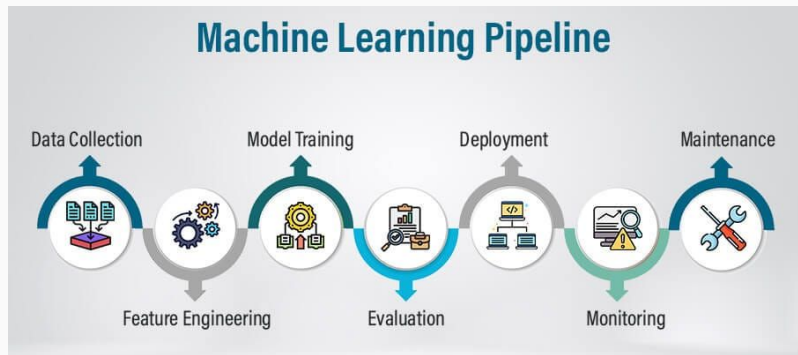 Machine Learning Pipeline
Data Collection
Model Training
Deployment
Maintenance
Feature Engineering
Evaluation
Monitoring